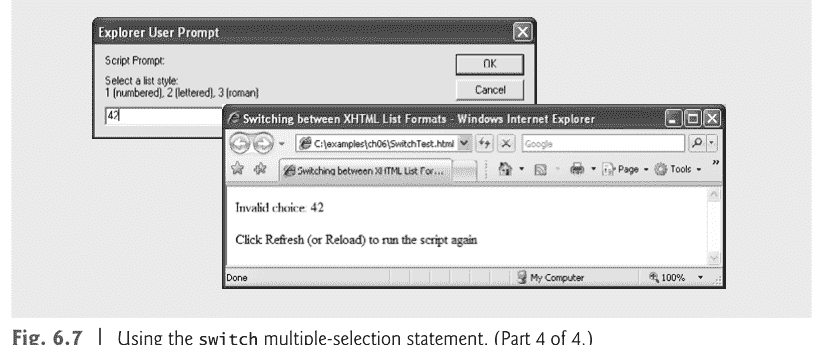 Explorer User Prompt
Script Prompt:
Select a list style:
1 (numbered), 2 (lettered), 3 (roman)
OK
Cancel
42
Switching between XHTML List Formats - Windows Internet Explorer
C:\examples\ch06\SwitchTest.html
Google
Switching between XHTML List For...
Page
Tools
Invalid choice: 42
Click Refresh (or Reload) to run the script again
Done
My Computer
100%
Fig. 6.7 | Using the switch multiple-selection statement. (Part 4 of 4.)